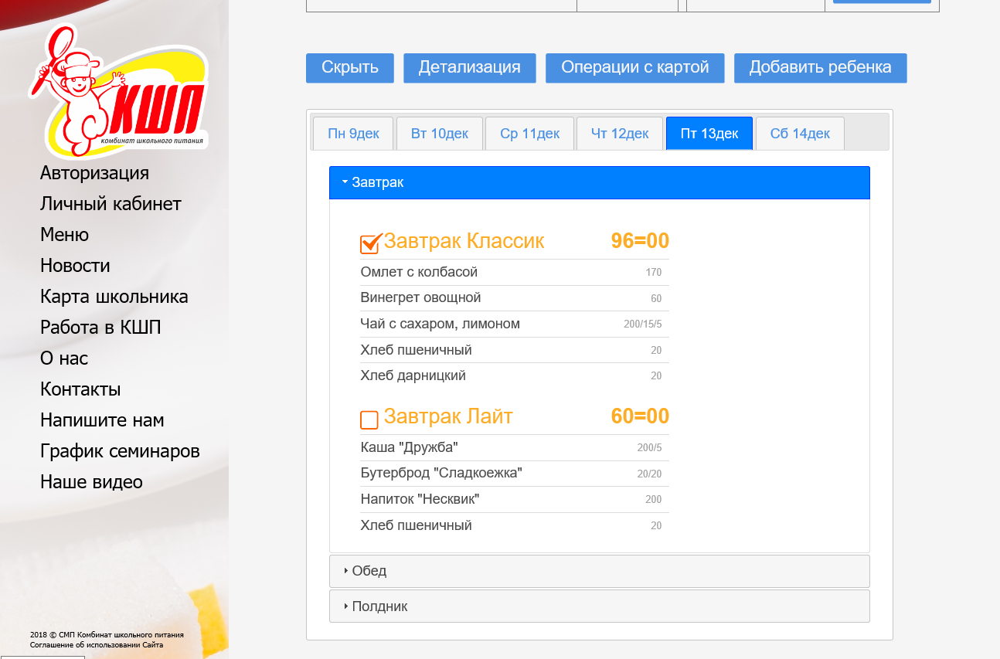 КШП
комбинат школьного питания
Авторизация
Личный кабинет
Меню
Новости
Карта школьника
Работа в КШП
О нас
Контакты
Напишите нам
График семинаров
Наше видео
2018 © СМП Комбинат школьного питания
Соглашение об использовании Сайта
Скрыть Детализация Операции с картой Добавить ребенка
Пн 9дек Вт 10дек Ср 11дек Чт 12дек Пт 13дек Сб 14дек
Завтрак
Завтрак Классик 96=00
Омлет с колбасой 170
Винегрет овощной 60
Чай с сахаром, лимоном 200/15/5
Хлеб пшеничный 20
Хлеб дарницкий 20
Завтрак Лайт 60=00
Каша "Дружба" 200/5
Бутерброд "Сладкоежка" 20/20
Напиток "Несквик" 200
Хлеб пшеничный 20
Обед
Полдник